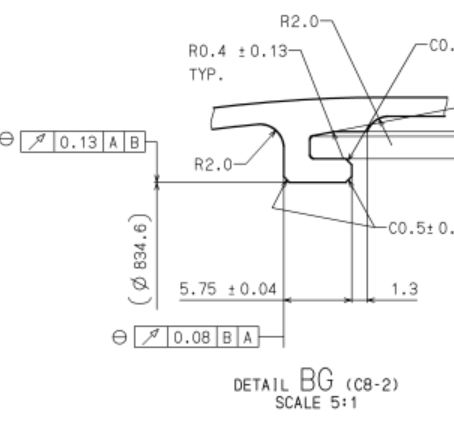 R2.0
R0.4 ±0.13
TYP.
C0.
⊖ ↗ 0.13 A B
R2.0
C0.5±0.
(Ø 834.6)
5.75 ±0.04
1.3
⊖ ↗ 0.08 B A
DETAIL BG (C8-2)
SCALE 5:1